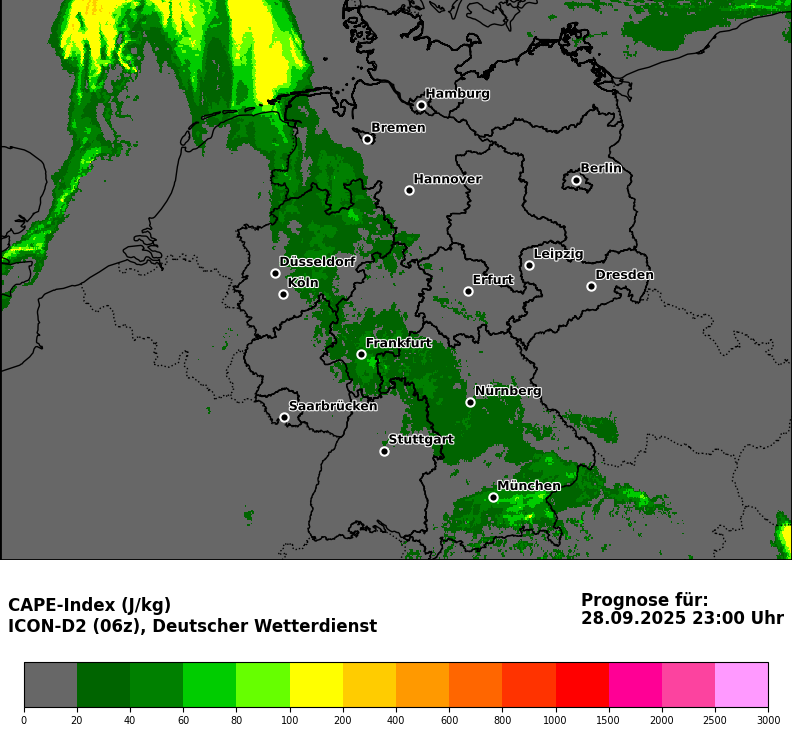 Hamburg
Bremen
Berlin
Hannover
Leipzig
Düsseldorf
Dresden
Erfurt
Köln
Frankfurt
Nürnberg
Saarbrücken
Stuttgart
München
CAPE-Index (J/kg)
ICON-D2 (06z), Deutscher Wetterdienst
Prognose für:
28.09.2025 23:00 Uhr
0 20 40 60 80 100 200 400 600 800 1000 1500 2000 2500 3000